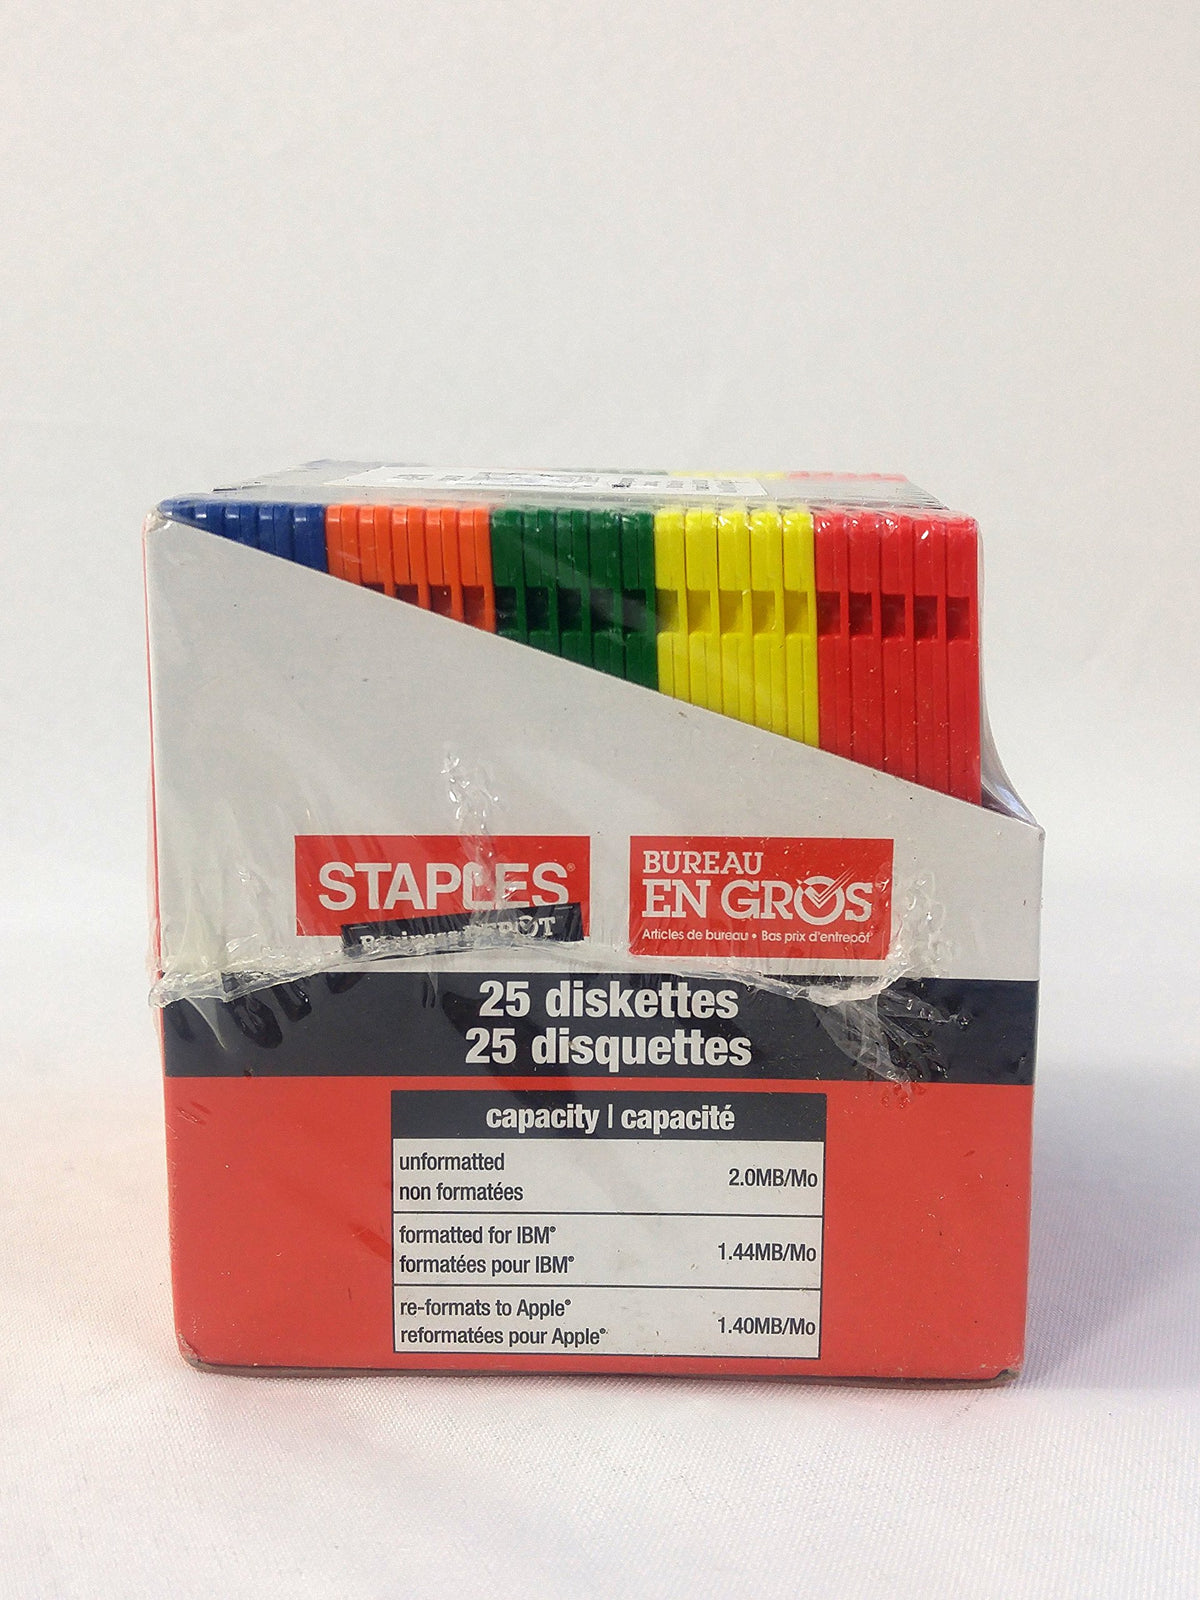 STAPLES®
Business DEPOT
BUREAU
EN GROS
Articles de bureau • Bas prix d'entrepôt
25 diskettes
25 disquettes
capacity | capacité
unformatted
non formatées
2.0MB/Mo
formatted for IBM®
formatées pour IBM®
1.44MB/Mo
re-formats to Apple®
reformatées pour Apple®
1.40MB/Mo